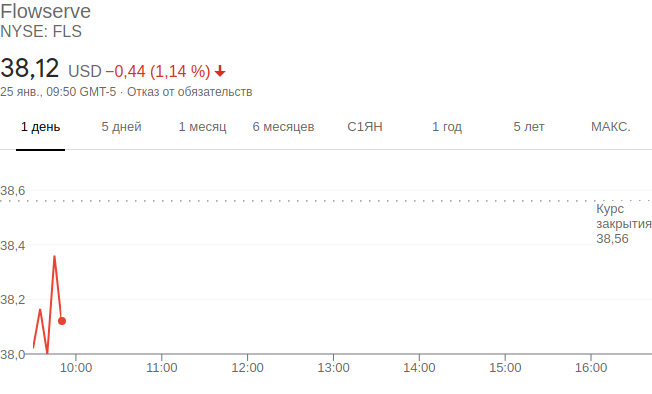 Flowserve
NYSE: FLS
38,12 USD −0,44 (1,14 %)
25 янв., 09:50 GMT-5 · Отказ от обязательств
1 день 5 дней 1 месяц 6 месяцев С1ЯН 1 год 5 лет МАКС.
38,6
Курс
закрытия
38,56
38,4
38,2
38,0
10:00 11:00 12:00 13:00 14:00 15:00 16:00